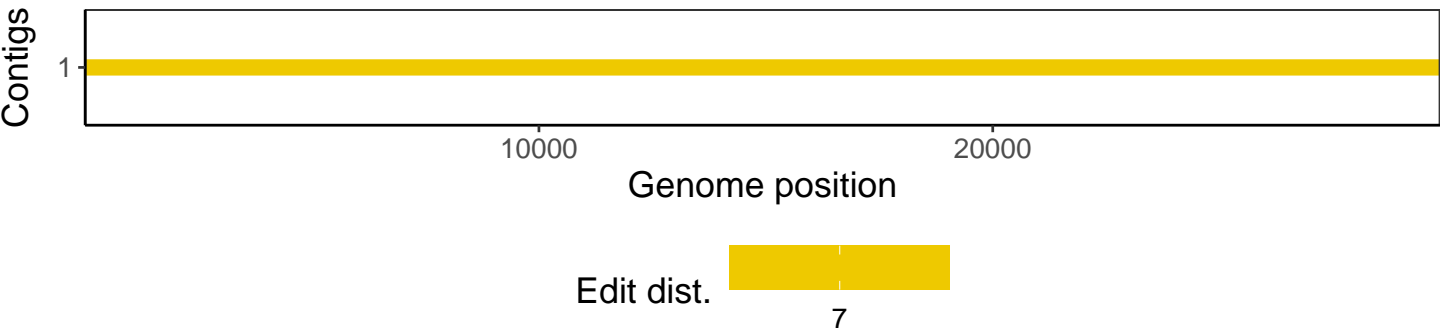 Contigs
1
10000
20000
Genome position
Edit dist.
7